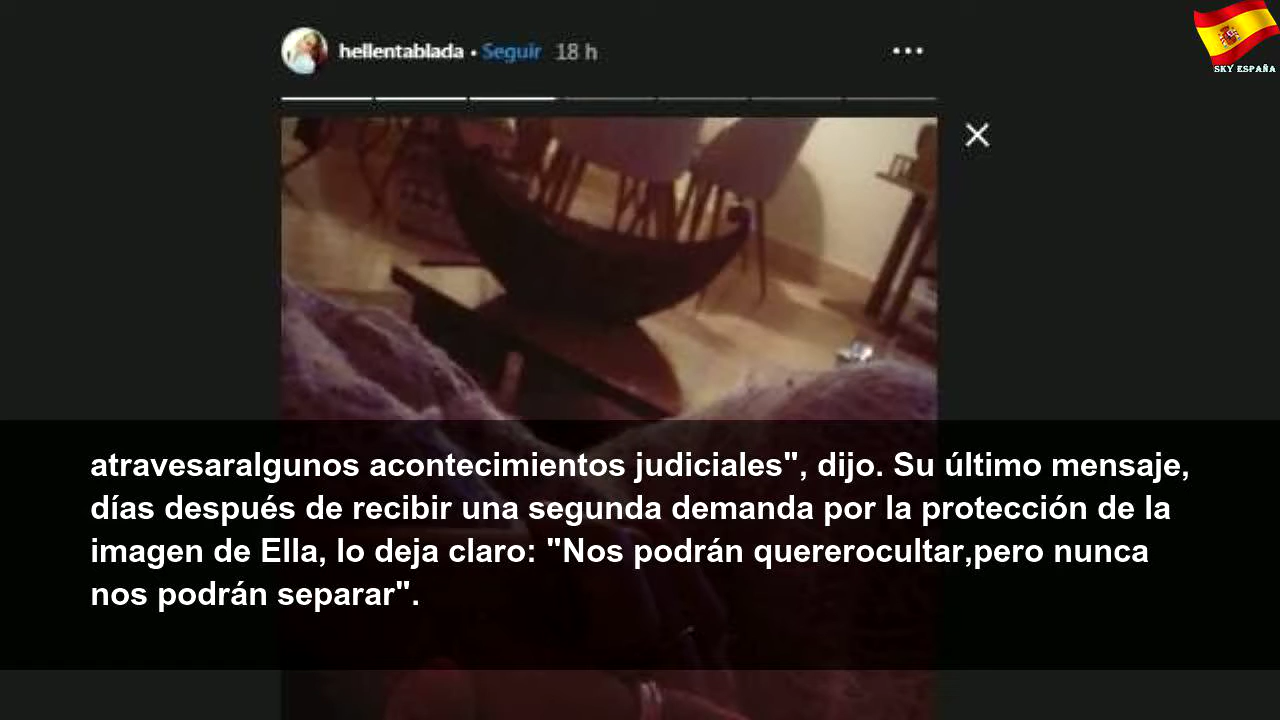 hellentablada • Seguir 18 h
SKY ESPAÑA
atravesaralgunos acontecimientos judiciales", dijo. Su último mensaje,
días después de recibir una segunda demanda por la protección de la
imagen de Ella, lo deja claro: "Nos podrán quererocultar,pero nunca
nos podrán separar".